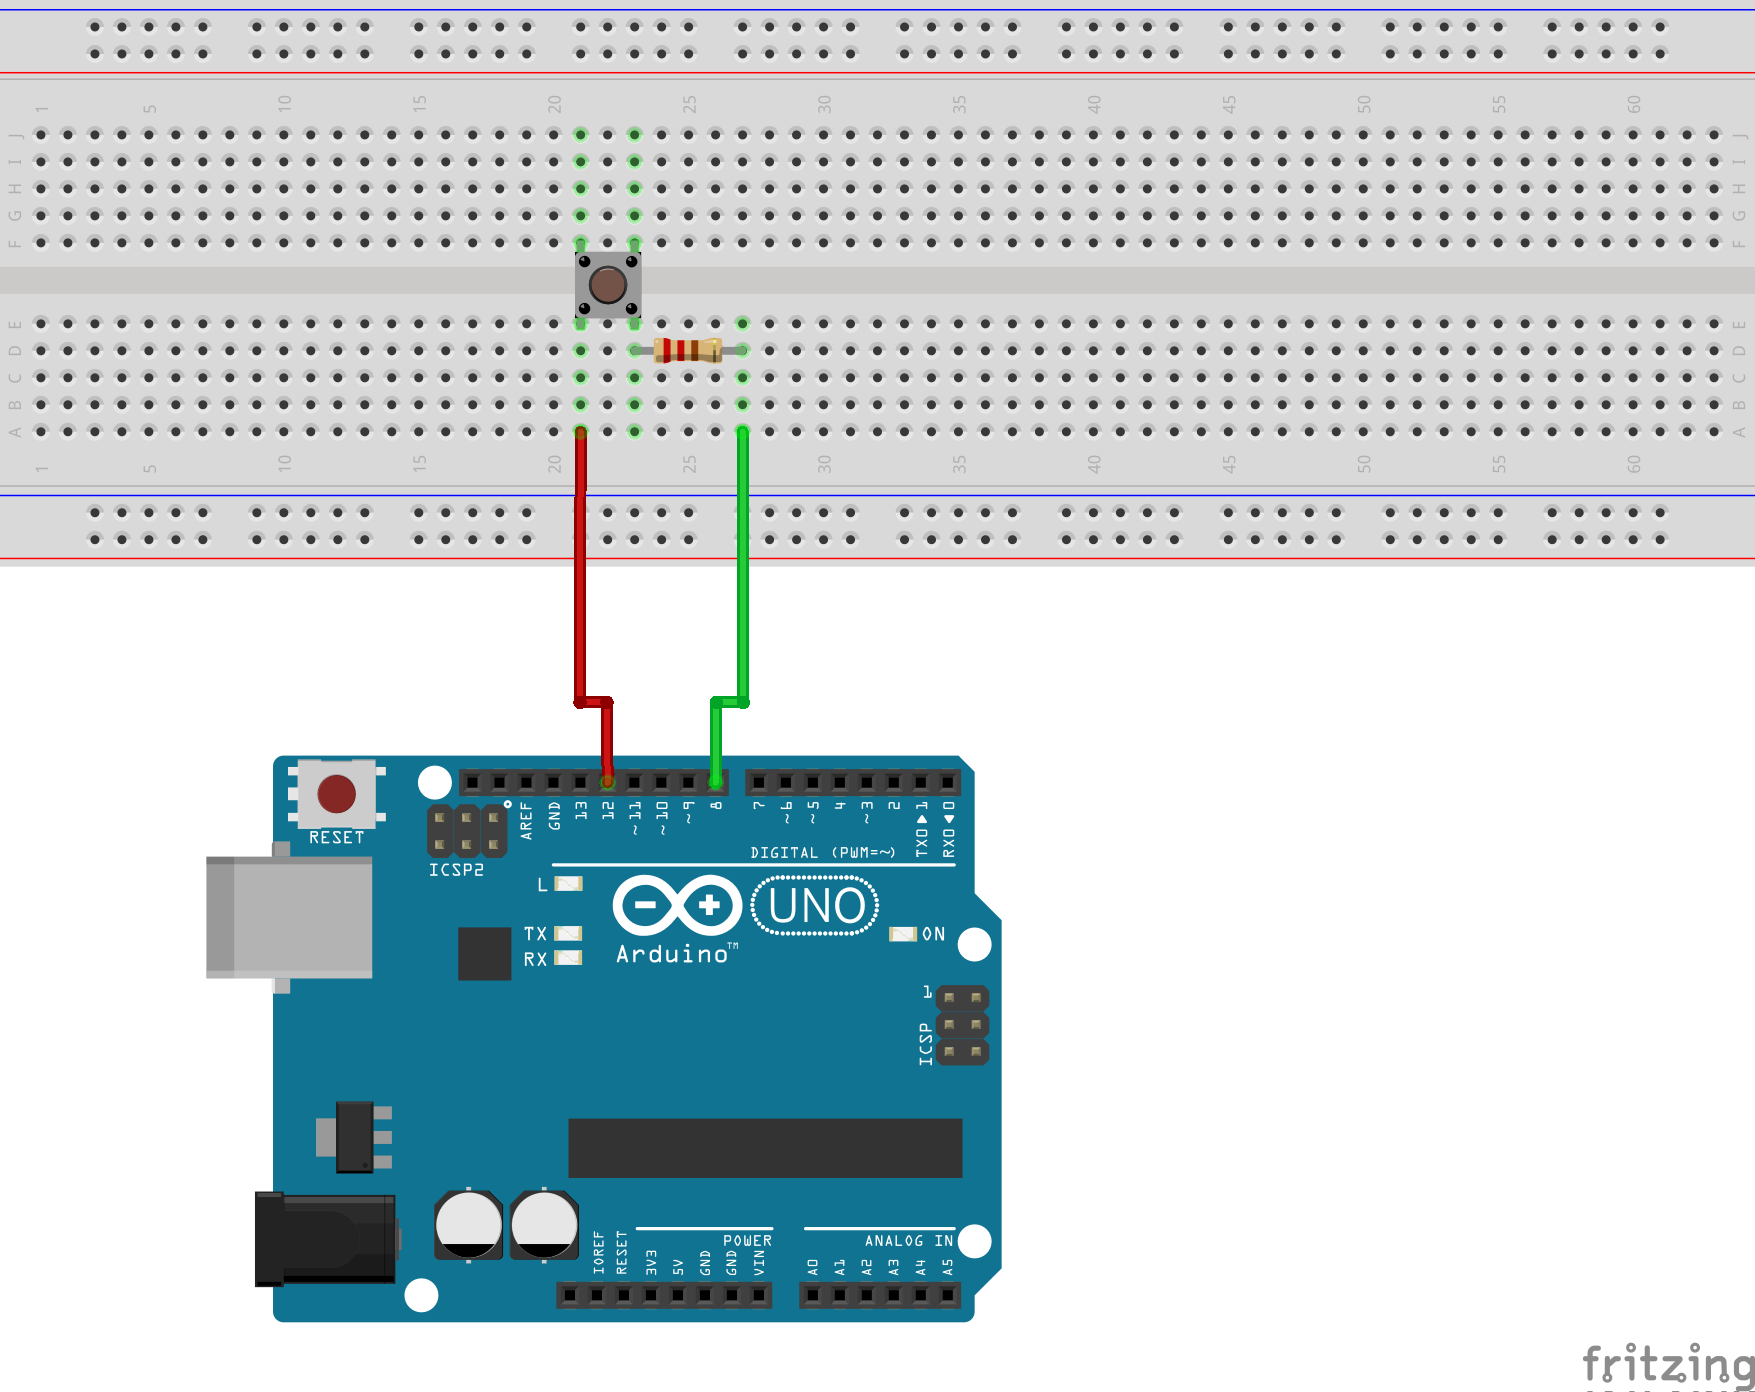 1 5 10 15 20 25 30 35 40 45 50 55 60
J J
I I
H H
G G
F F
E E
D D
C C
B B
A A
1 5 10 15 20 25 30 35 40 45 50 55 60
RESET
AREF GND 13 12 ~11 ~10 ~9 8 7 ~6 ~5 4 ~3 2 TX0▶1 RX0◀0
ICSP2
DIGITAL (PWM=~)
L
TX
RX
UNO
Arduino™
ON
1
ICSP
POWER
ANALOG IN
IOREF RESET 3V3 5V GND GND VIN A0 A1 A2 A3 A4 A5
fritzing